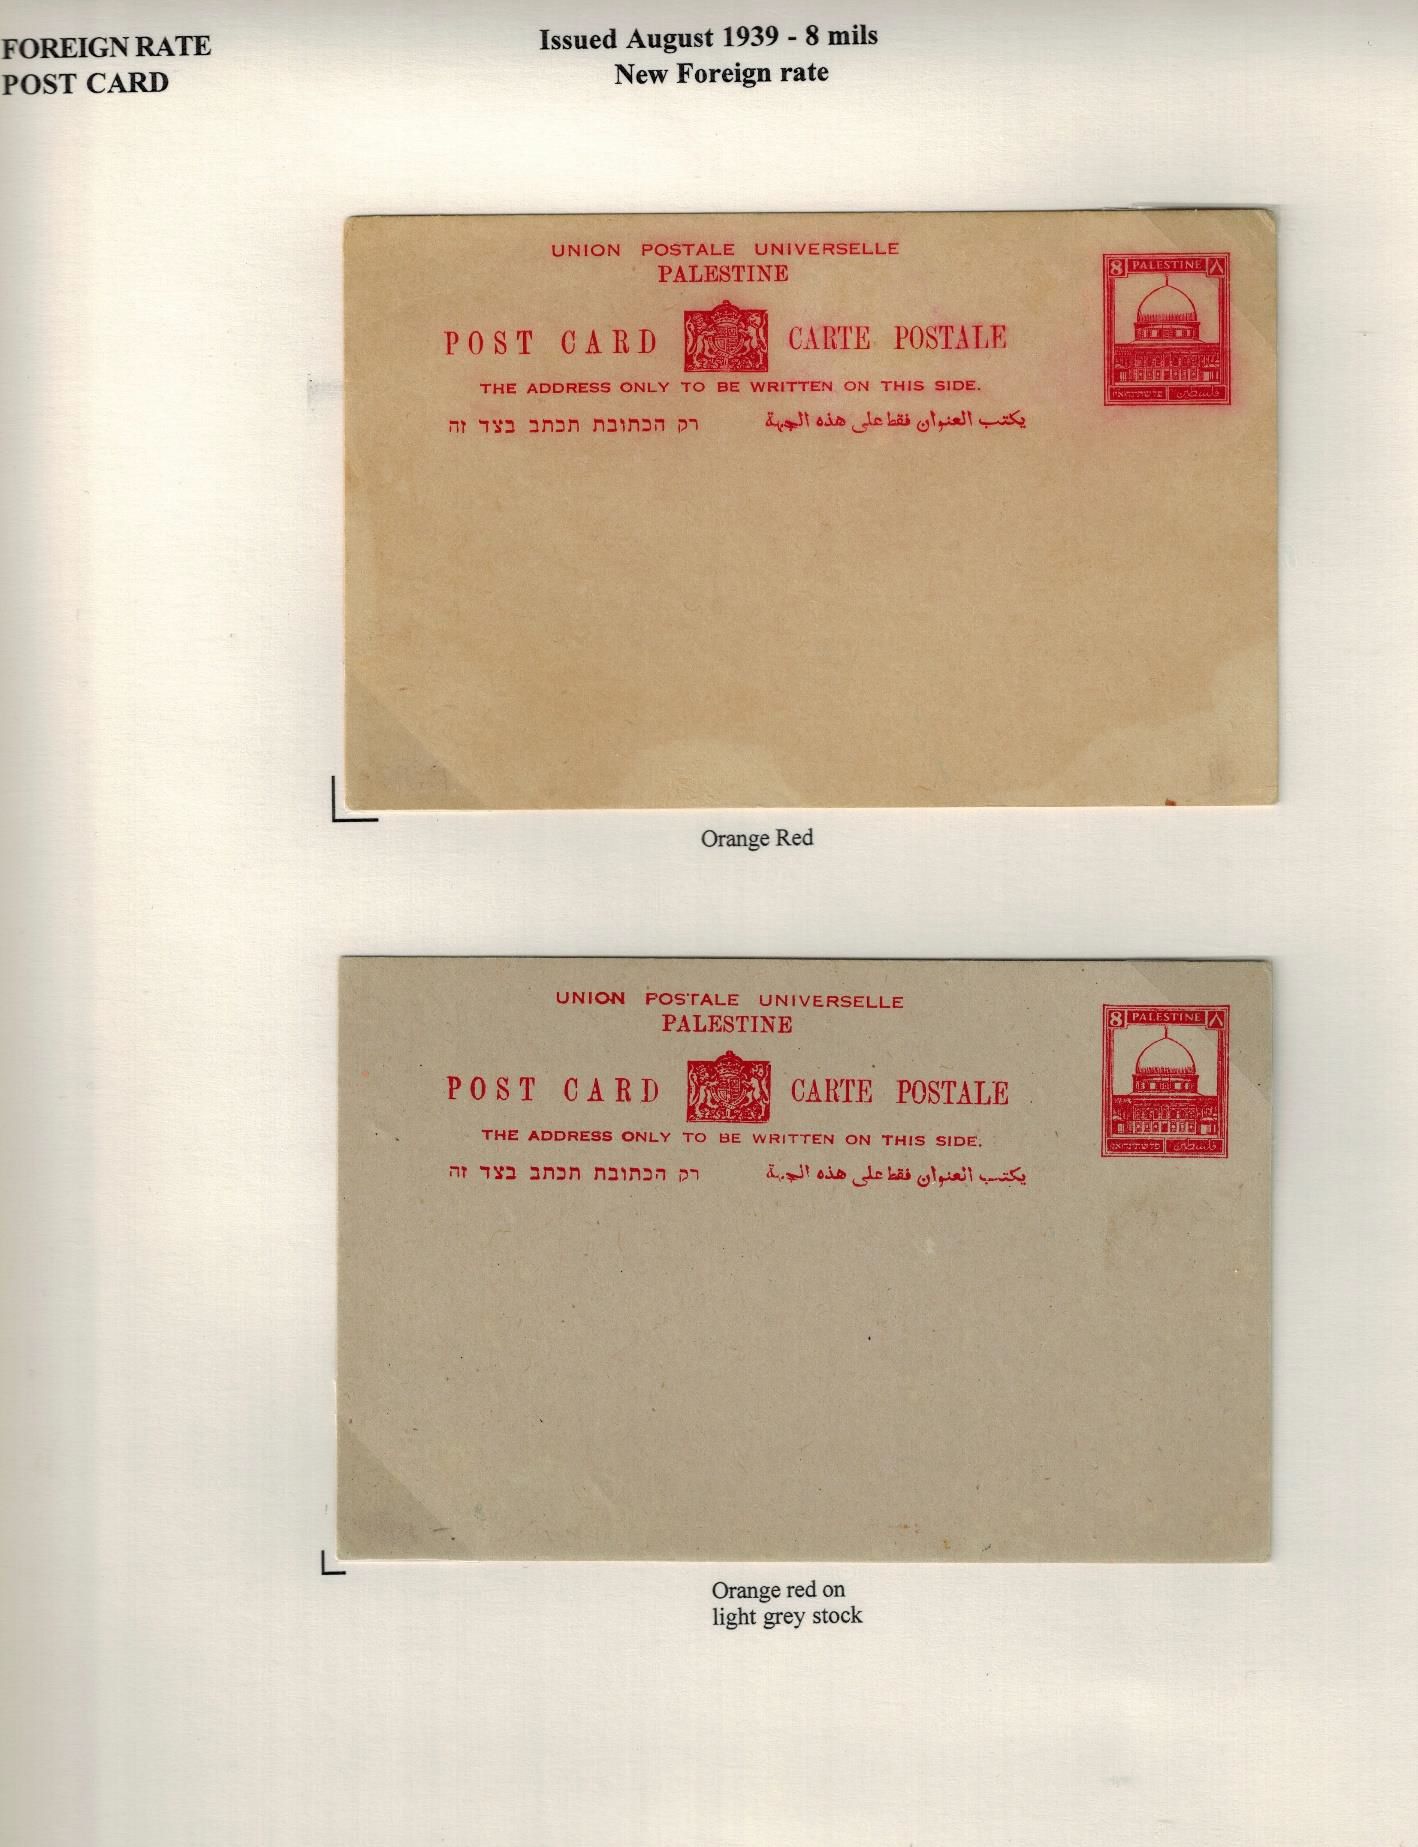 FOREIGN RATE
POST CARD
Issued August 1939 - 8 mils
New Foreign rate
UNION POSTALE UNIVERSELLE
PALESTINE
POST CARD CARTE POSTALE
THE ADDRESS ONLY TO BE WRITTEN ON THIS SIDE.
רק הכתובת תכתב בצד זה
يكتب العنوان فقط على هذه الجهة
8 PALESTINE ٨
فلسطين פלשתינה א״י
Orange Red
UNION POSTALE UNIVERSELLE
PALESTINE
POST CARD CARTE POSTALE
THE ADDRESS ONLY TO BE WRITTEN ON THIS SIDE.
רק הכתובת תכתב בצד זה
يكتب العنوان فقط على هذه الجهة
8 PALESTINE ٨
فلسطين פלשתינה א״י
Orange red on
light grey stock